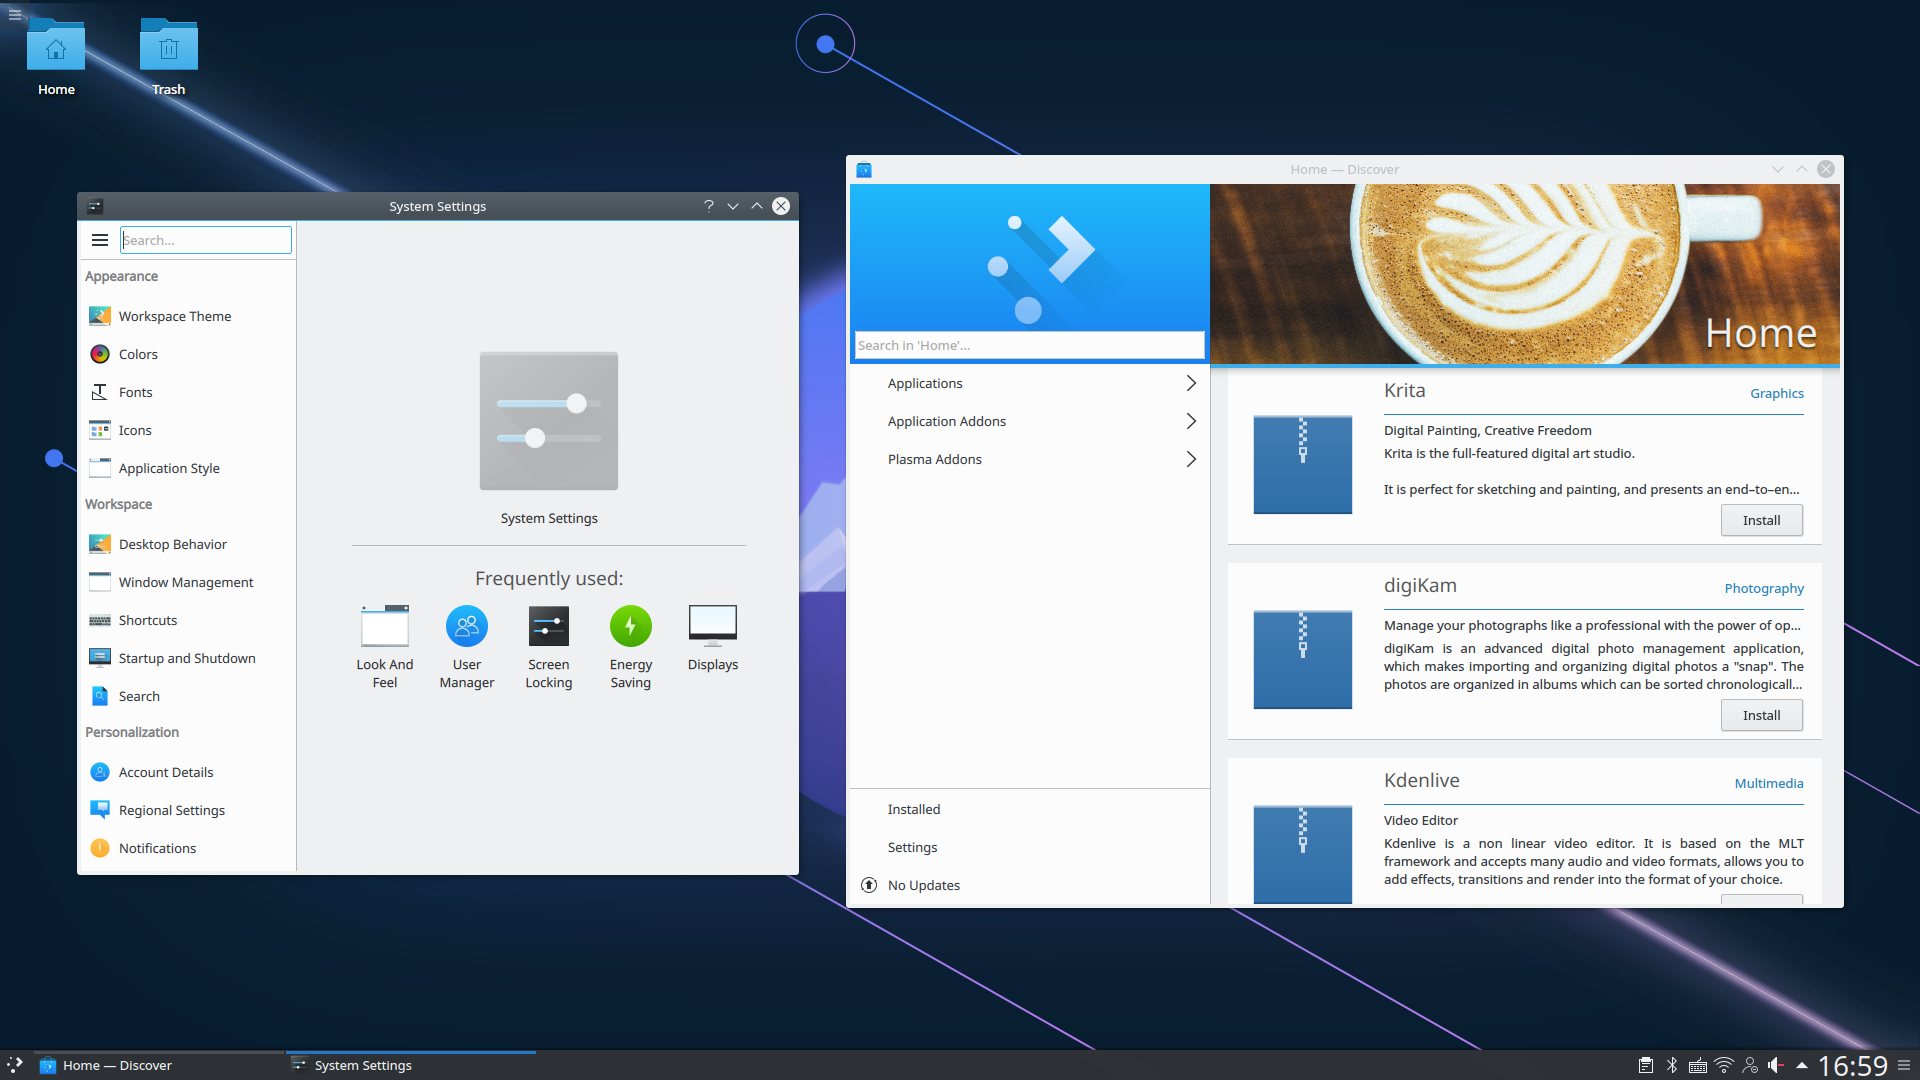 Home
Trash
System Settings
Search...
Appearance
Workspace Theme
Colors
Fonts
Icons
Application Style
Workspace
Desktop Behavior
Window Management
Shortcuts
Startup and Shutdown
Search
Personalization
Account Details
Regional Settings
Notifications
System Settings
Frequently used:
Look And
Feel
User
Manager
Screen
Locking
Energy
Saving
Displays
Home — Discover
Search in 'Home'...
Home
Applications
Application Addons
Plasma Addons
Installed
Settings
No Updates
Krita
Graphics
Digital Painting, Creative Freedom
Krita is the full-featured digital art studio.
It is perfect for sketching and painting, and presents an end–to–en...
Install
digiKam
Photography
Manage your photographs like a professional with the power of op...
digiKam is an advanced digital photo management application,
which makes importing and organizing digital photos a "snap". The
photos are organized in albums which can be sorted chronologicall...
Install
Kdenlive
Multimedia
Video Editor
Kdenlive is a non linear video editor. It is based on the MLT
framework and accepts many audio and video formats, allows you to
add effects, transitions and render into the format of your choice.
Home — Discover
System Settings
16:59